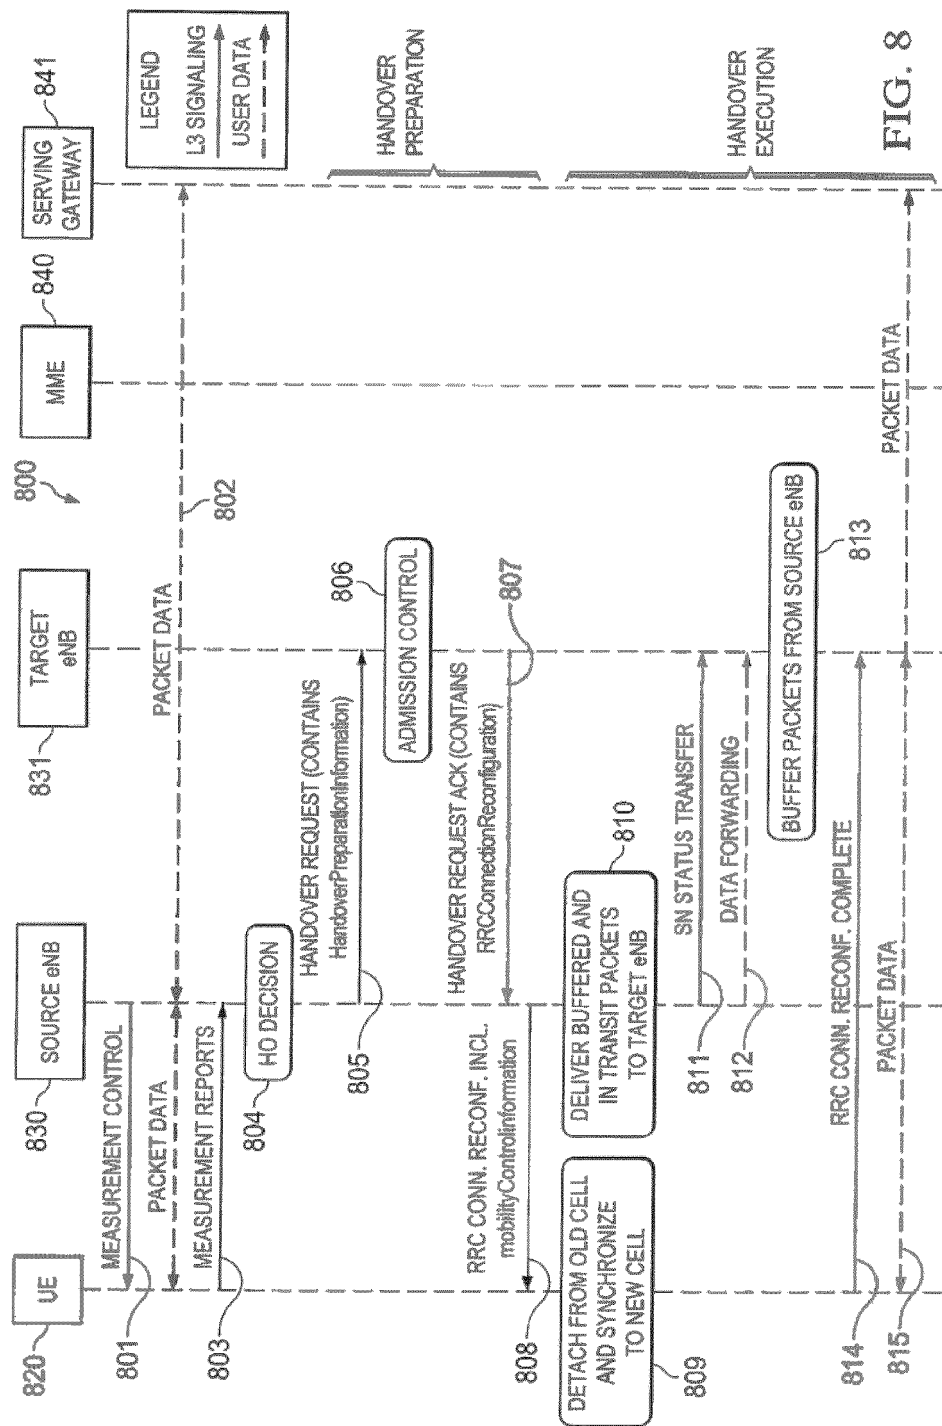 800
820
UE
830
SOURCE eNB
831
TARGET
eNB
MME
840
SERVING
GATEWAY
841
LEGEND
L3 SIGNALING
USER DATA
MEASUREMENT CONTROL
801
PACKET DATA
PACKET DATA
802
MEASUREMENT REPORTS
803
HO DECISION
804
HANDOVER REQUEST (CONTAINS
HandoverPreparationInformation)
805
806
ADMISSION CONTROL
HANDOVER
PREPARATION
HANDOVER REQUEST ACK (CONTAINS
RRCConnectionReconfiguration)
807
RRC CONN. RECONF. INCL.
mobilityControlinformation
808
DETACH FROM OLD CELL
AND SYNCHRONIZE
TO NEW CELL
809
DELIVER BUFFERED AND
IN TRANSIT PACKETS
TO TARGET eNB
810
SN STATUS TRANSFER
811
DATA FORWARDING
812
HANDOVER
EXECUTION
BUFFER PACKETS FROM SOURCE eNB
813
RRC CONN. RECONF. COMPLETE
814
PACKET DATA
815
PACKET DATA
FIG. 8